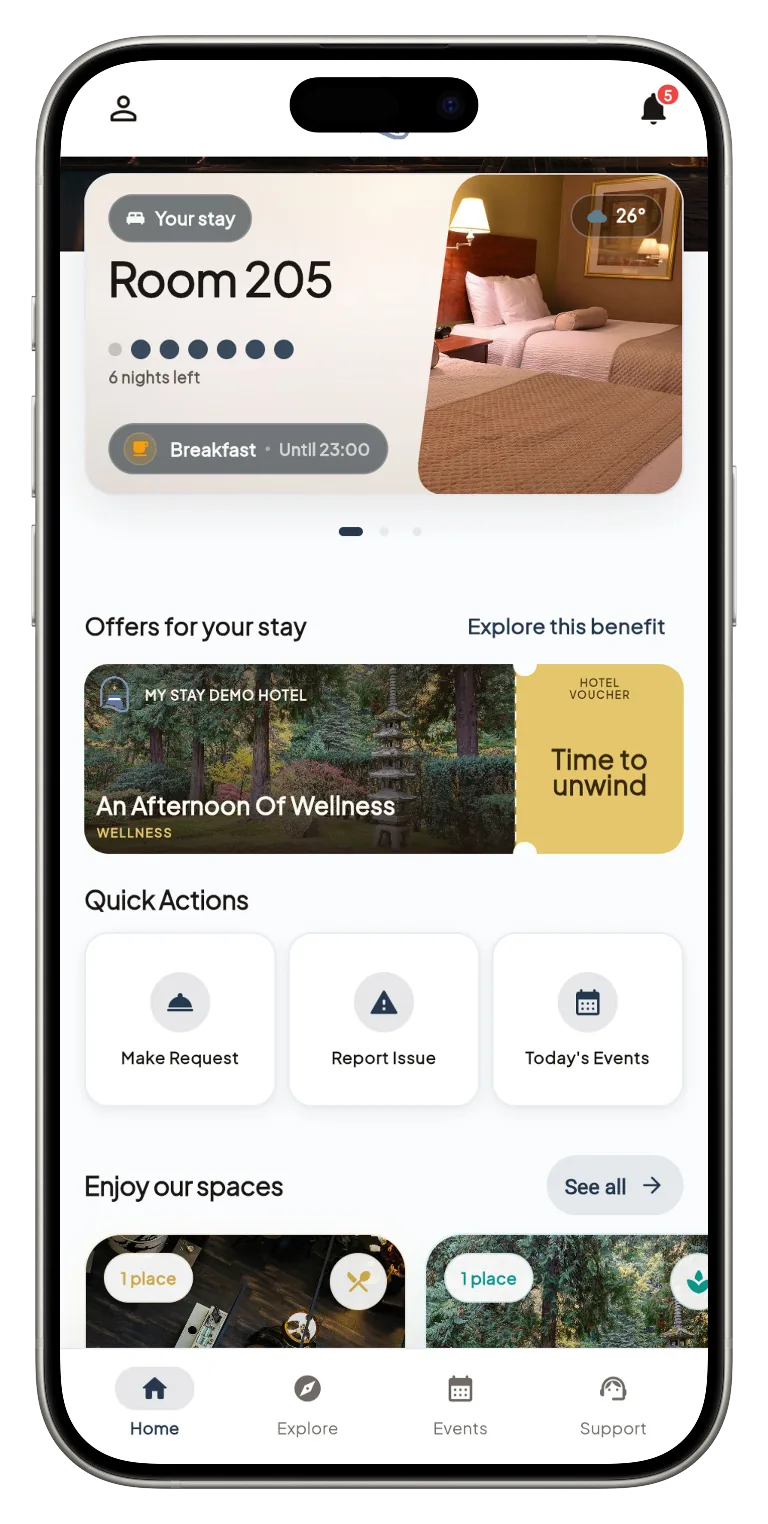 5
Your stay
26°
Room 205
6 nights left
Breakfast • Until 23:00
Offers for your stay
Explore this benefit
MY STAY DEMO HOTEL
HOTEL
VOUCHER
Time to
unwind
An Afternoon Of Wellness
WELLNESS
Quick Actions
Make Request
Report Issue
Today's Events
Enjoy our spaces
See all →
1 place
1 place
Home
Explore
Events
Support